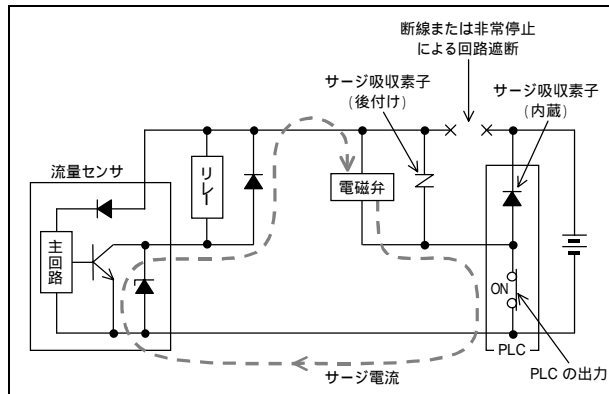 断線または非常停止
による回路遮断
サージ吸収素子
(後付け)
サージ吸収素子
(内蔵)
流量センサ
リレー
電磁弁
主回路
ON
PLC
サージ電流
PLC の出力